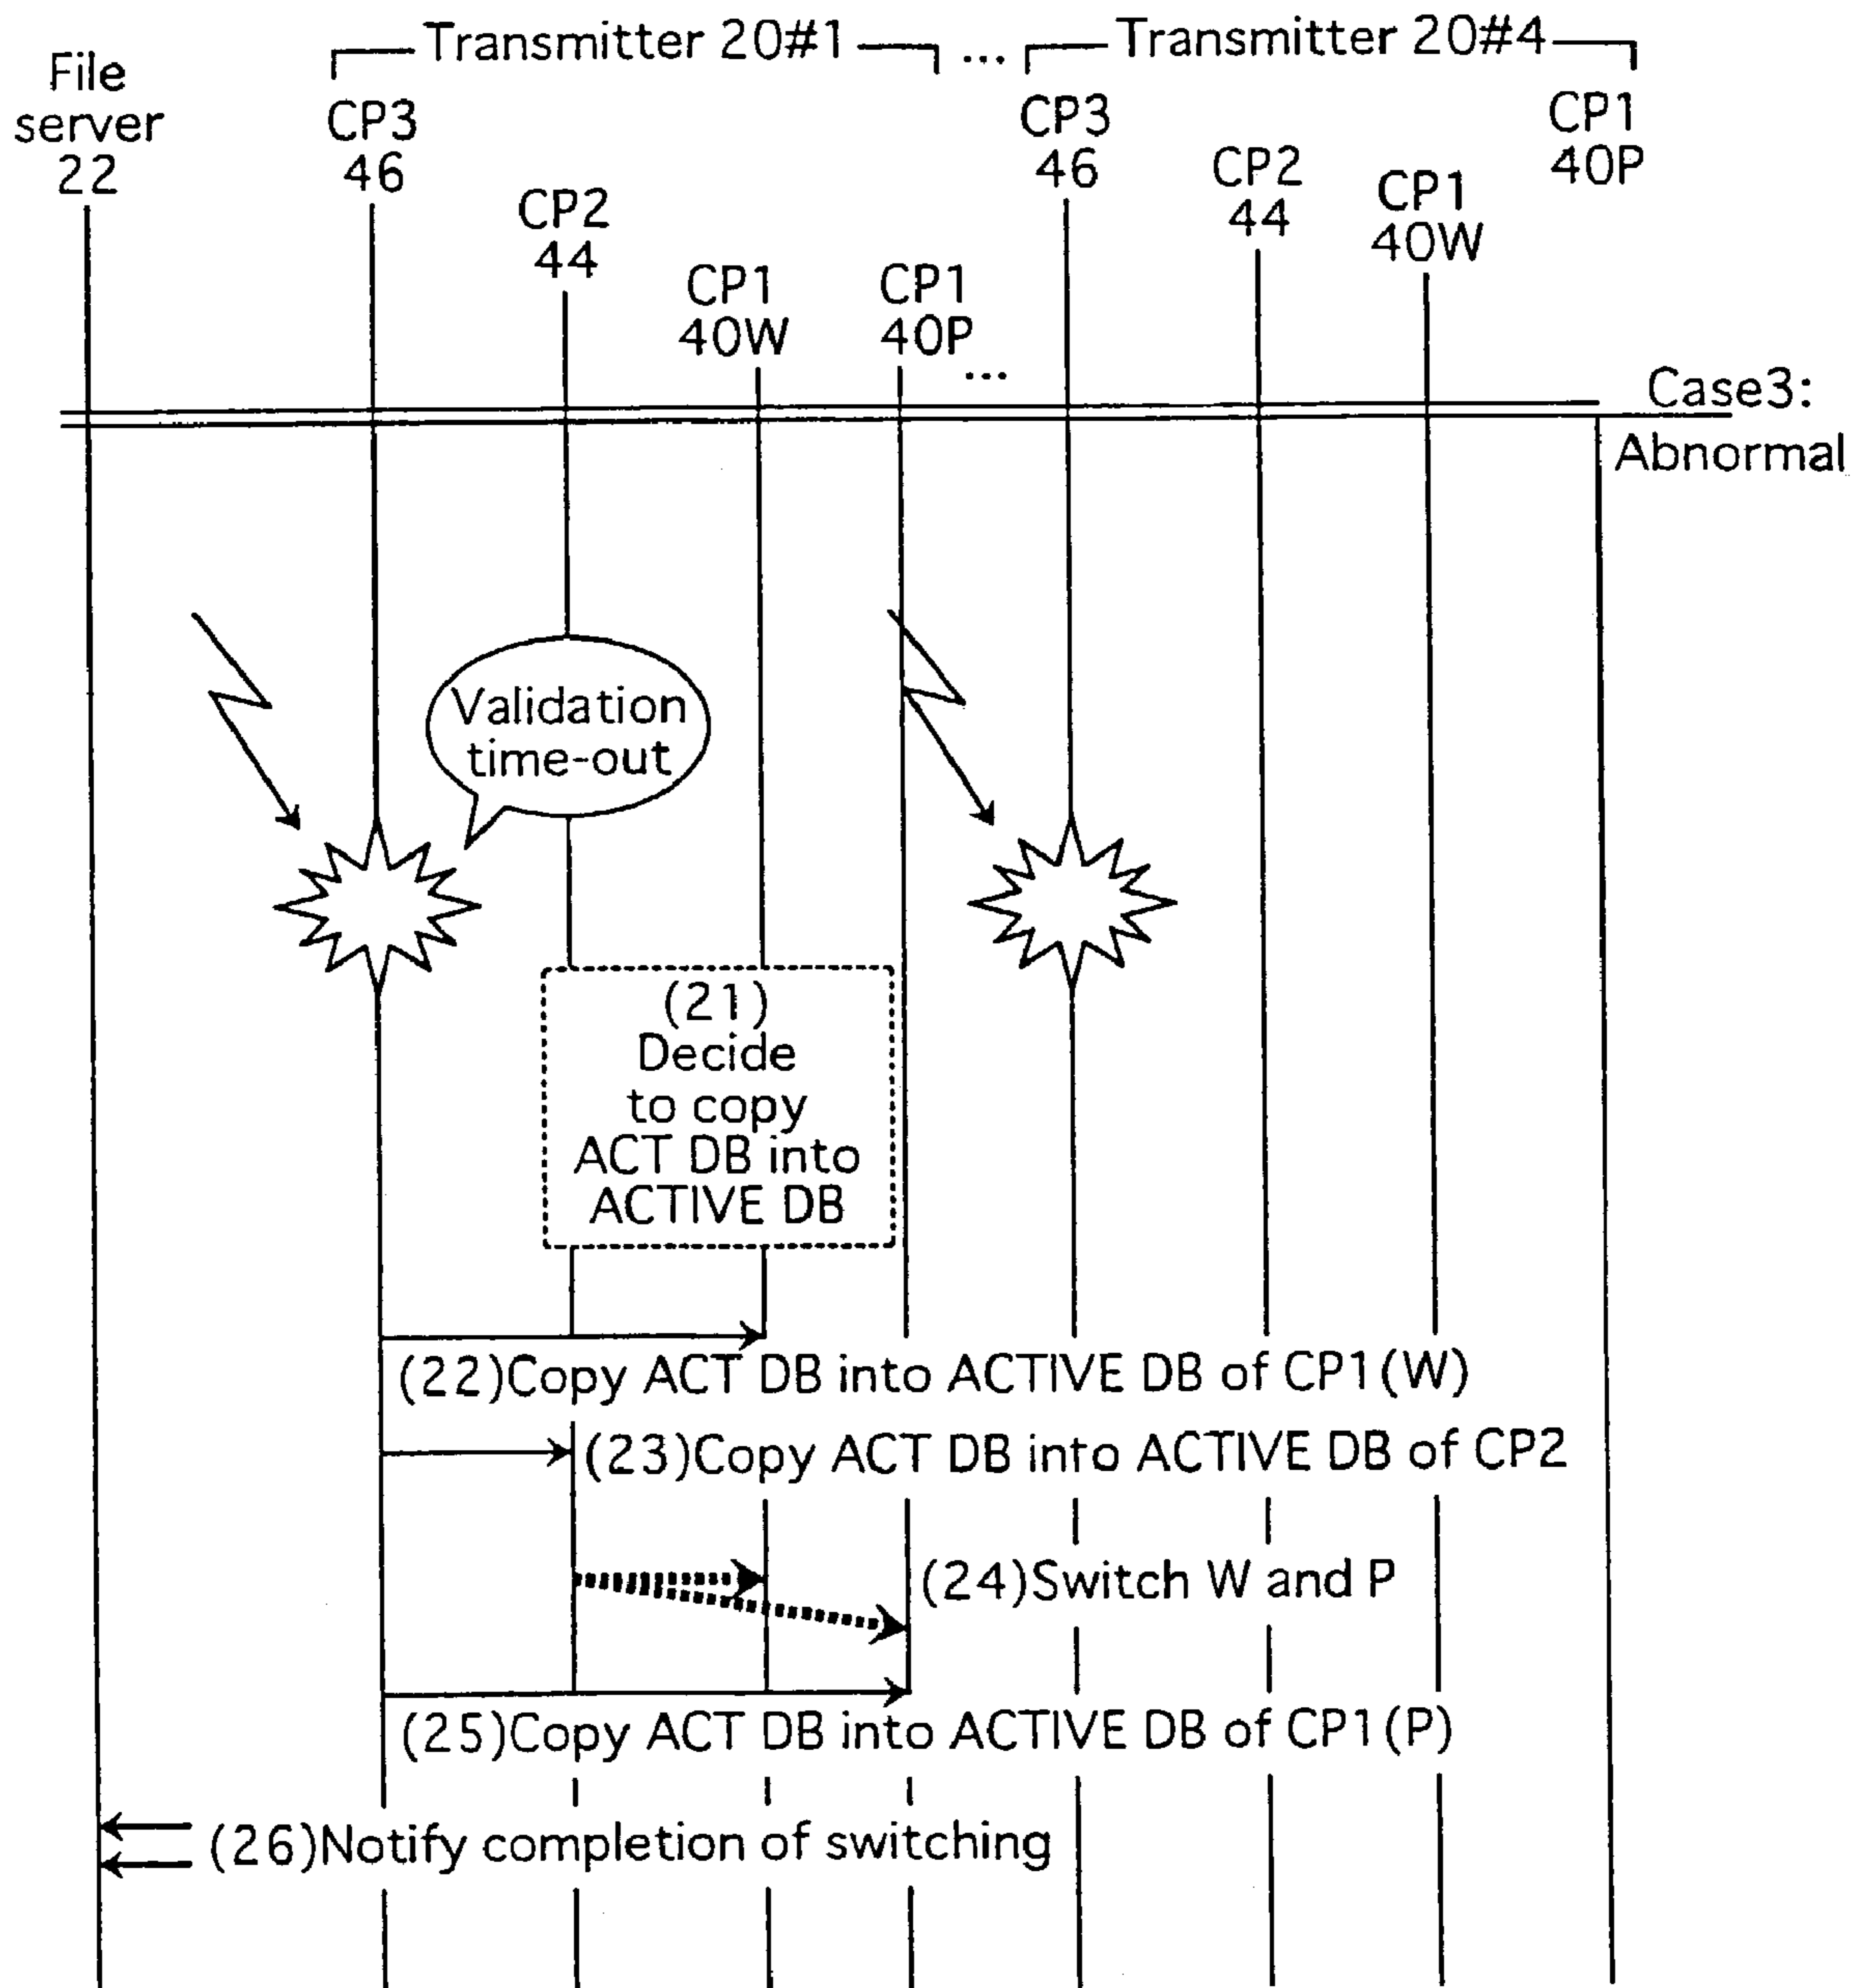 Transmitter 20#1 ... Transmitter 20#4
File
server
22
CP3
46
CP2
44
CP1
40W
CP1
40P
...
CP3
46
CP2
44
CP1
40W
CP1
40P
Case3:
Abnormal
Validation
time-out
(21)
Decide
to copy
ACT DB into
ACTIVE DB
(22)Copy ACT DB into ACTIVE DB of CP1(W)
(23)Copy ACT DB into ACTIVE DB of CP2
(24)Switch W and P
(25)Copy ACT DB into ACTIVE DB of CP1(P)
(26)Notify completion of switching